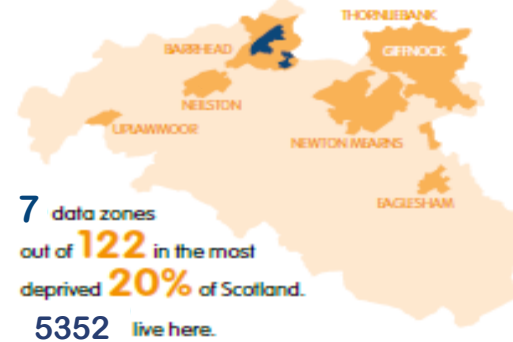 THORNLIEBANK
BARRHEAD
GIFFNOCK
NEILSTON
UPLAWMOOR
NEWTON MEARNS
EAGLESHAM
7 data zones
out of 122 in the most
deprived 20% of Scotland.
5352 live here.